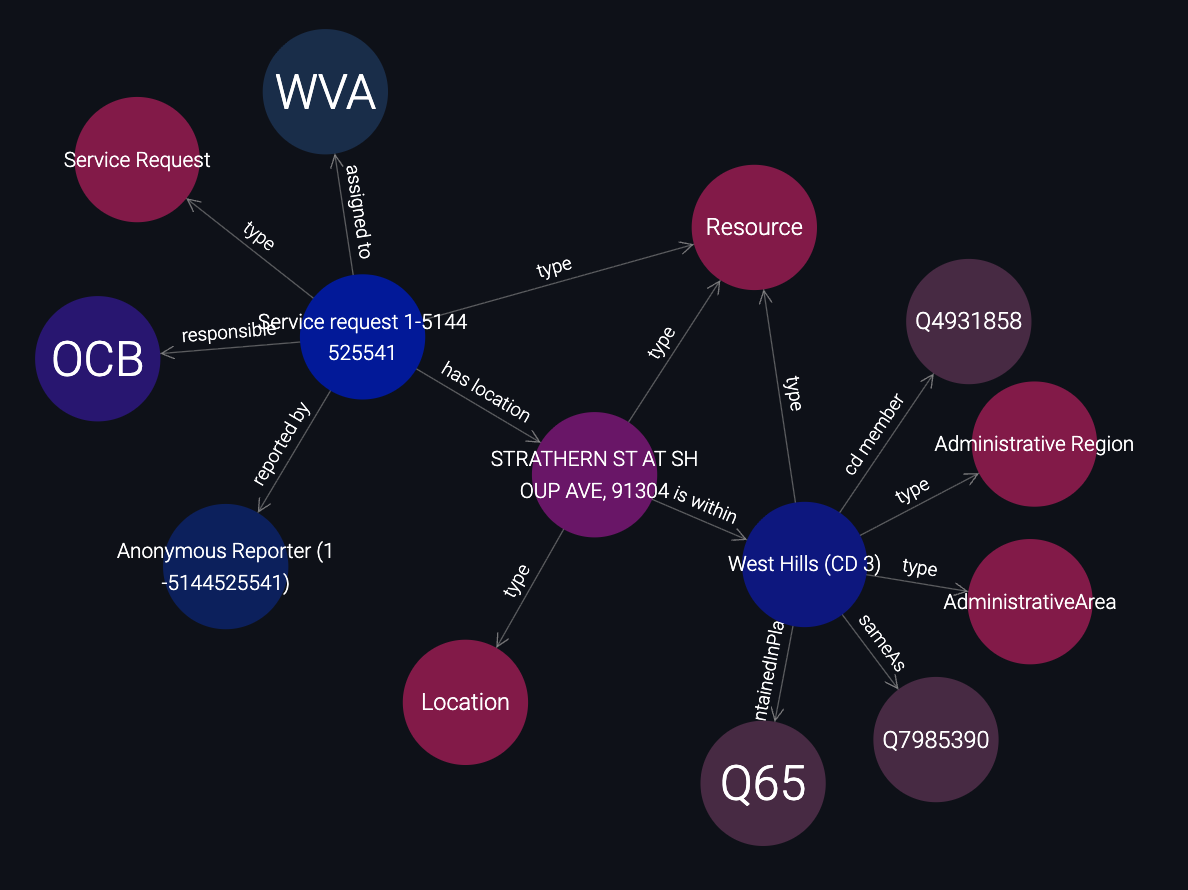 WVA
Service Request
assigned to
type
Resource
type
Service request 1-5144
525541
responsible
OCB
Q4931858
type
type
has location
cd member
reported by
Administrative Region
STRATHERN ST AT SH
OUP AVE, 91304
is within
type
Anonymous Reporter (1
-5144525541)
West Hills (CD 3)
type
AdministrativeArea
type
sameAs
ntainedInPla
Location
Q7985390
Q65